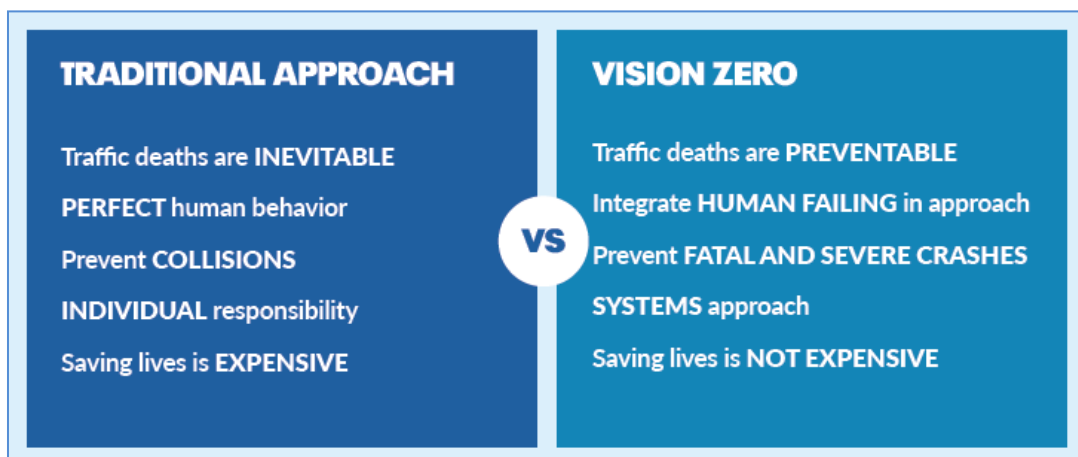 TRADITIONAL APPROACH
Traffic deaths are INEVITABLE
PERFECT human behavior
Prevent COLLISIONS
INDIVIDUAL responsibility
Saving lives is EXPENSIVE
VS
VISION ZERO
Traffic deaths are PREVENTABLE
Integrate HUMAN FAILING in approach
Prevent FATAL AND SEVERE CRASHES
SYSTEMS approach
Saving lives is NOT EXPENSIVE